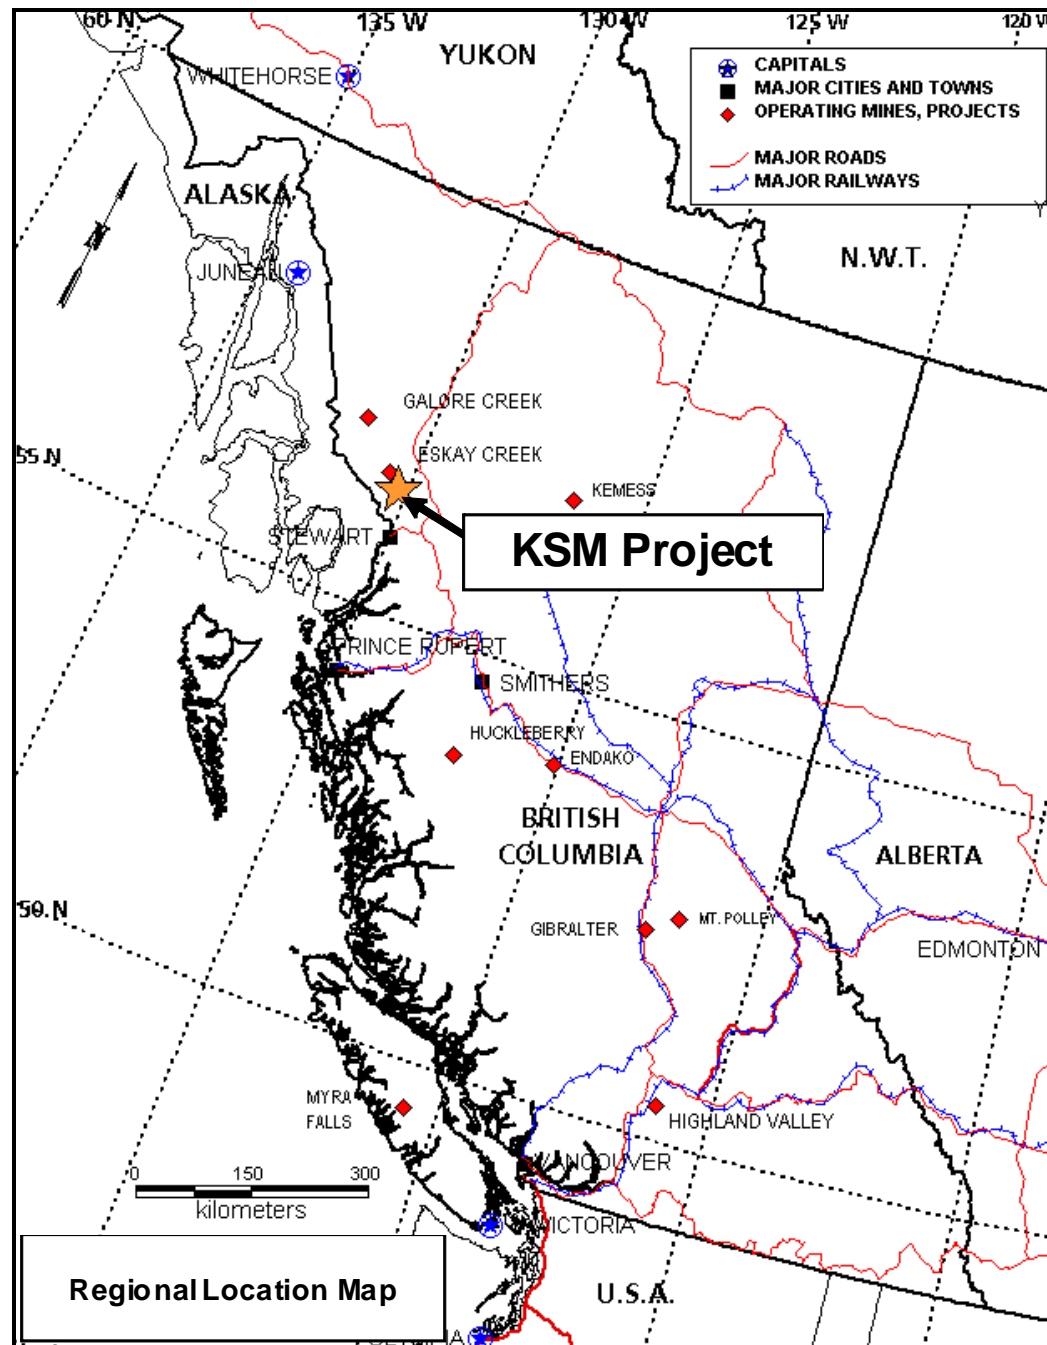 60 N
135 W
130 W
125 W
120 W
YUKON
WHITEHORSE
CAPITALS
MAJOR CITIES AND TOWNS
OPERATING MINES, PROJECTS
MAJOR ROADS
MAJOR RAILWAYS
ALASKA
N
JUNEAU
N.W.T.
GALORE CREEK
55 N
ESKAY CREEK
KEMESS
STEWART
KSM Project
PRINCE RUPERT
SMITHERS
HUCKLEBERRY
ENDAKO
BRITISH
COLUMBIA
ALBERTA
50 N
GIBRALTER
MT. POLLEY
EDMONTON
MYRA
FALLS
HIGHLAND VALLEY
VANCOUVER
0 150 300
kilometers
VICTORIA
Regional Location Map
U.S.A.